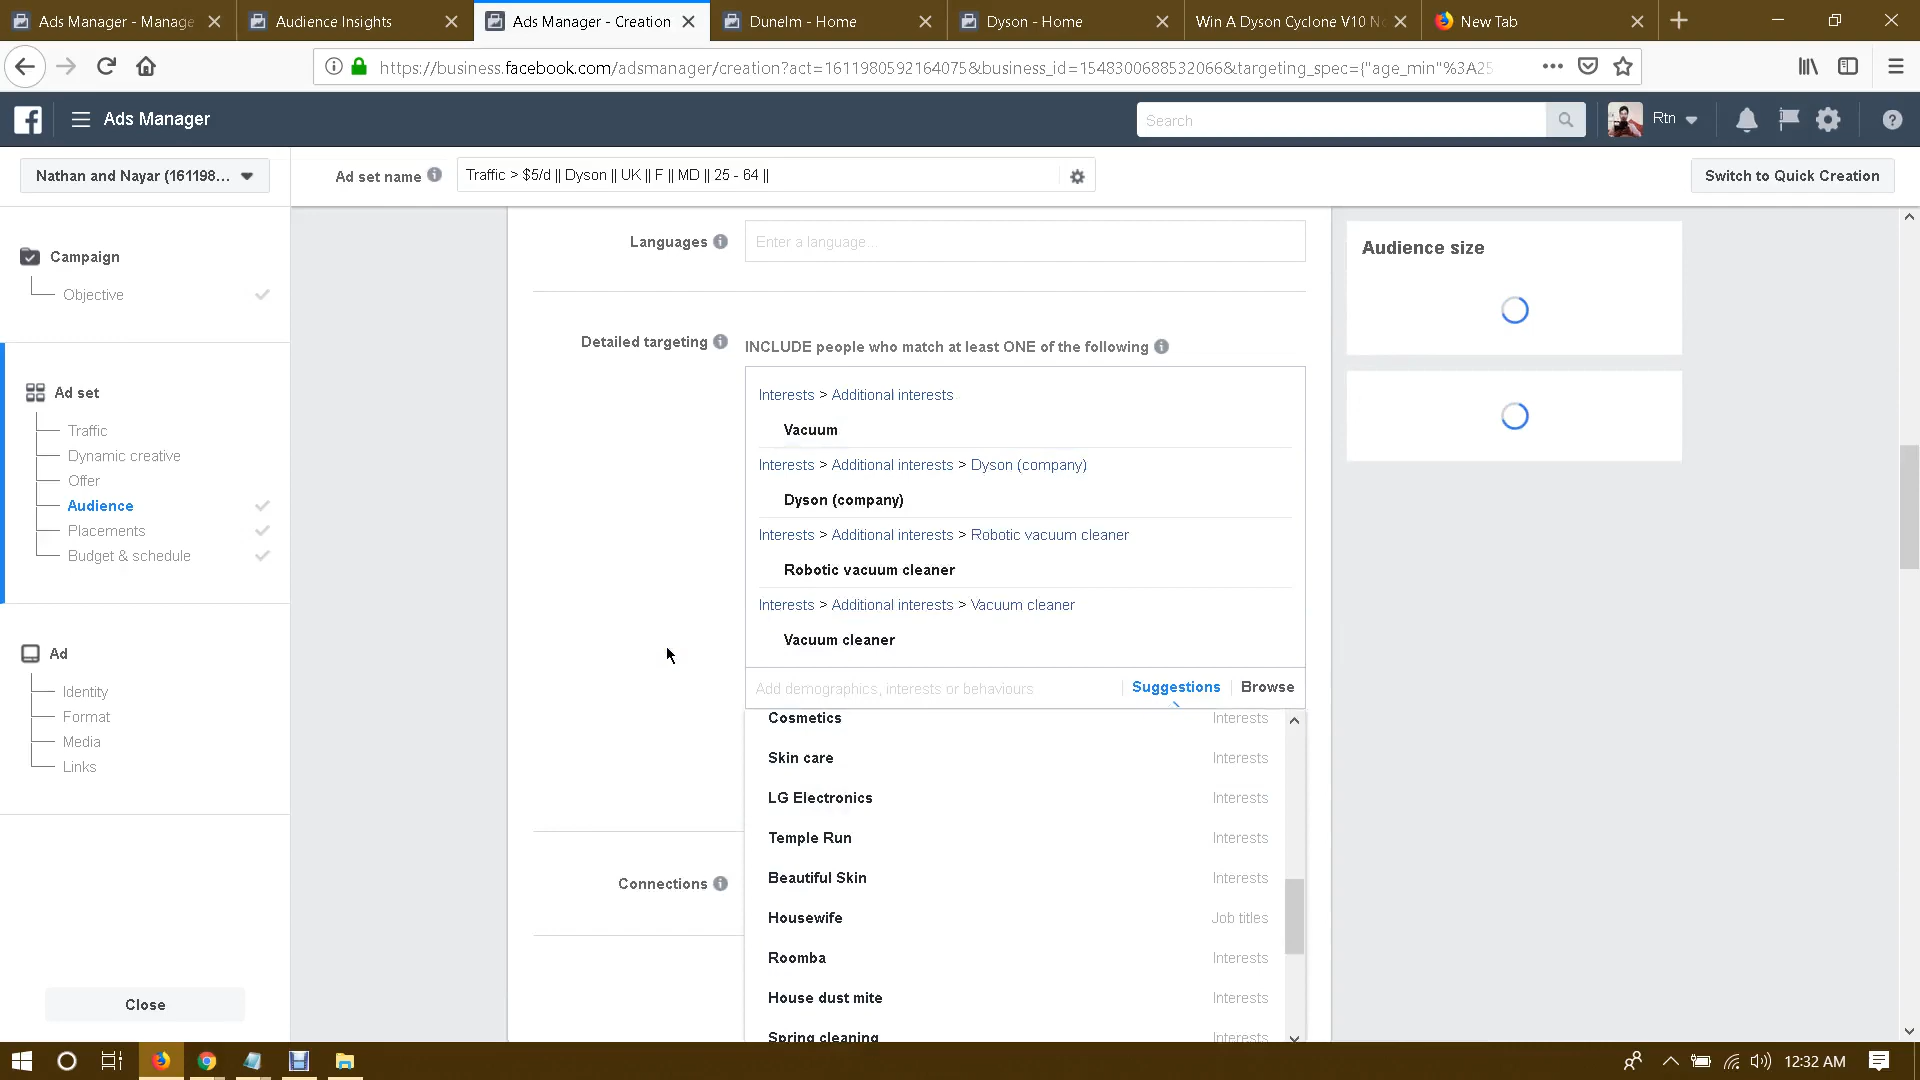 Ads Manager - Manage
Audience Insights
Ads Manager - Creation
Dunelm - Home
Dyson - Home
Win A Dyson Cyclone V10 No
New Tab
https://business.facebook.com/adsmanager/creation?act=1611980592164075&business_id=1548300688532066&targeting_spec={"age_min"%3A25
Ads Manager
Search
Rtn
Nathan and Nayar (161198...
Ad set name
Traffic > $5/d || Dyson || UK || F || MD || 25 - 64 ||
Switch to Quick Creation
Campaign
Objective
Ad set
Traffic
Dynamic creative
Offer
Audience
Placements
Budget & schedule
Ad
Identity
Format
Media
Links
Close
Languages
Enter a language...
Detailed targeting
INCLUDE people who match at least ONE of the following
Interests > Additional interests
Vacuum
Interests > Additional interests > Dyson (company)
Dyson (company)
Interests > Additional interests > Robotic vacuum cleaner
Robotic vacuum cleaner
Interests > Additional interests > Vacuum cleaner
Vacuum cleaner
Add demographics, interests or behaviours
Suggestions
Browse
Cosmetics Interests
Skin care Interests
LG Electronics Interests
Temple Run Interests
Beautiful Skin Interests
Housewife Job titles
Roomba Interests
House dust mite Interests
Spring cleaning Interests
Connections
Audience size
12:32 AM